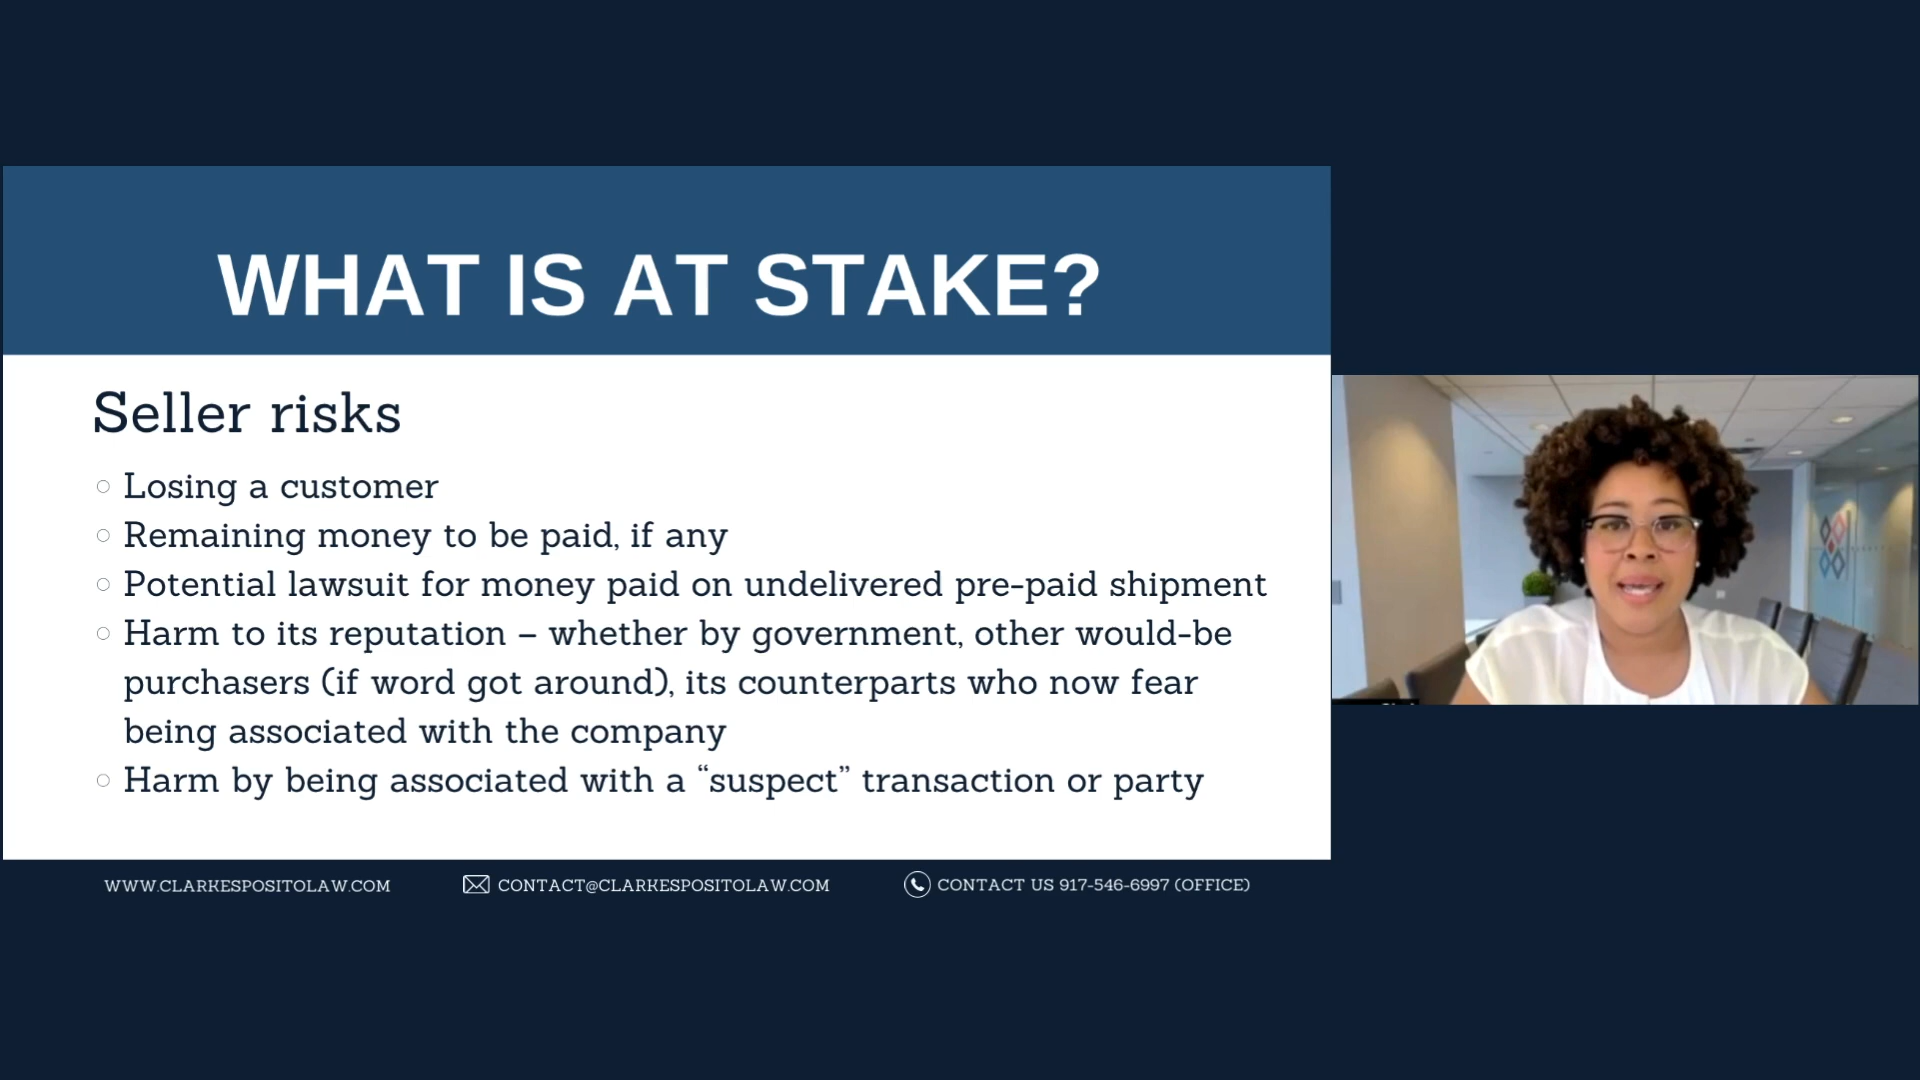 WHAT IS AT STAKE?
Seller risks
Losing a customer
Remaining money to be paid, if any
Potential lawsuit for money paid on undelivered pre-paid shipment
Harm to its reputation – whether by government, other would-be
purchasers (if word got around), its counterparts who now fear
being associated with the company
Harm by being associated with a “suspect” transaction or party
WWW.CLARKESPOSITOLAW.COM
CONTACT@CLARKESPOSITOLAW.COM
CONTACT US 917-546-6997 (OFFICE)